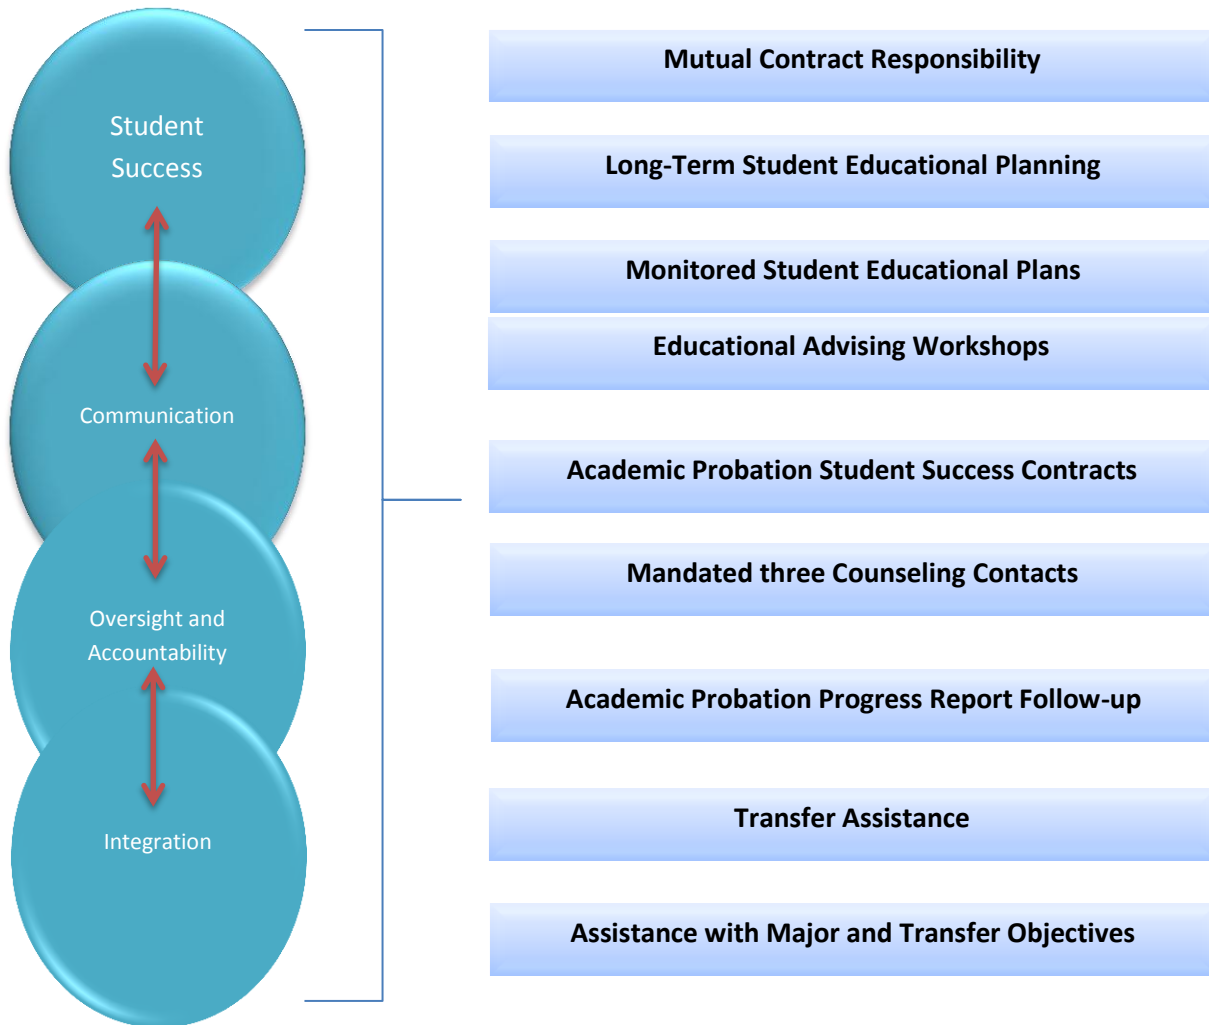 Student
Success
Communication
Oversight and
Accountability
Integration
Mutual Contract Responsibility
Long-Term Student Educational Planning
Monitored Student Educational Plans
Educational Advising Workshops
Academic Probation Student Success Contracts
Mandated three Counseling Contacts
Academic Probation Progress Report Follow-up
Transfer Assistance
Assistance with Major and Transfer Objectives